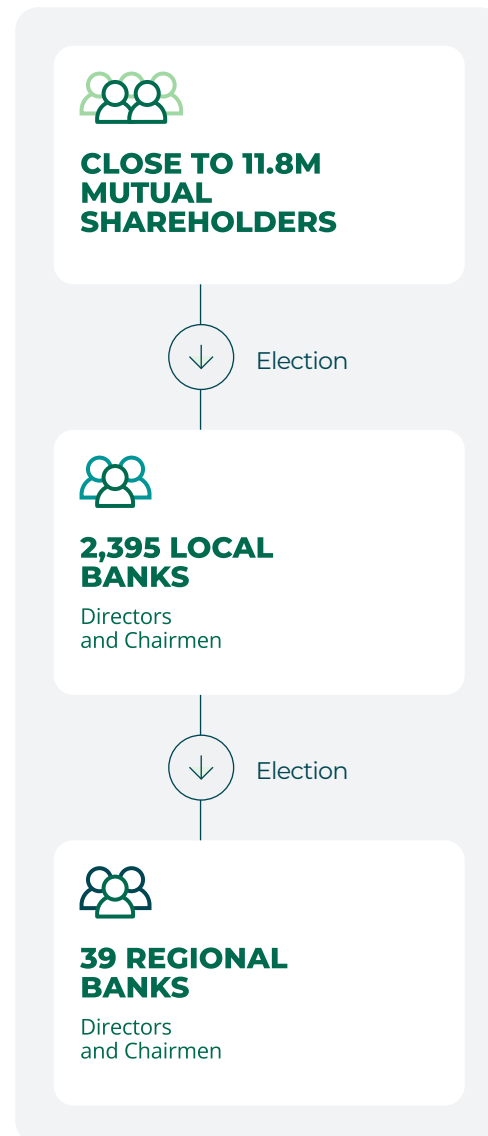 CLOSE TO 11.8M
MUTUAL
SHAREHOLDERS
Election
2,395 LOCAL
BANKS
Directors
and Chairmen
Election
39 REGIONAL
BANKS
Directors
and Chairmen